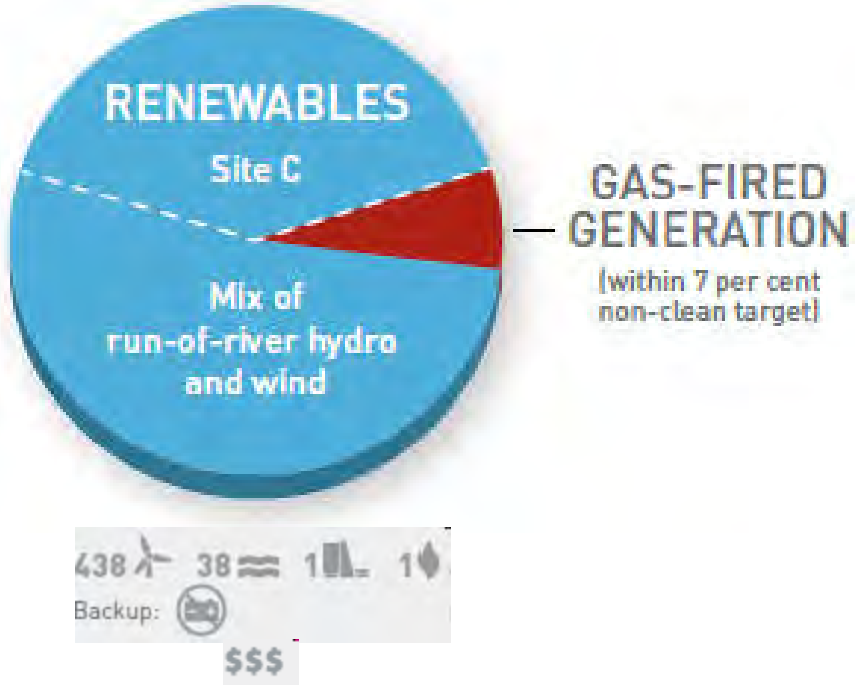 RENEWABLES
Site C
Mix of
run-of-river hydro
and wind
GAS-FIRED
GENERATION
(within 7 per cent
non-clean target)
438 38 1 1
Backup:
$$$